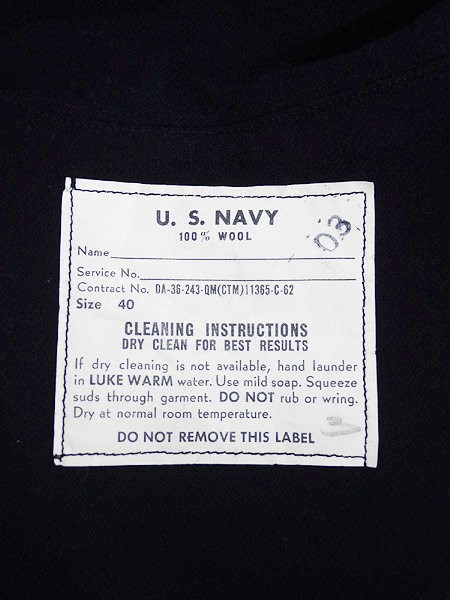 U. S. NAVY
100% WOOL
03
Name
Service No.
Contract No. DA-36-243-QM(CTM)11365-C-62
Size 40
CLEANING INSTRUCTIONS
DRY CLEAN FOR BEST RESULTS
If dry cleaning is not available, hand launder
in LUKE WARM water. Use mild soap. Squeeze
suds through garment. DO NOT rub or wring.
Dry at normal room temperature.
DO NOT REMOVE THIS LABEL